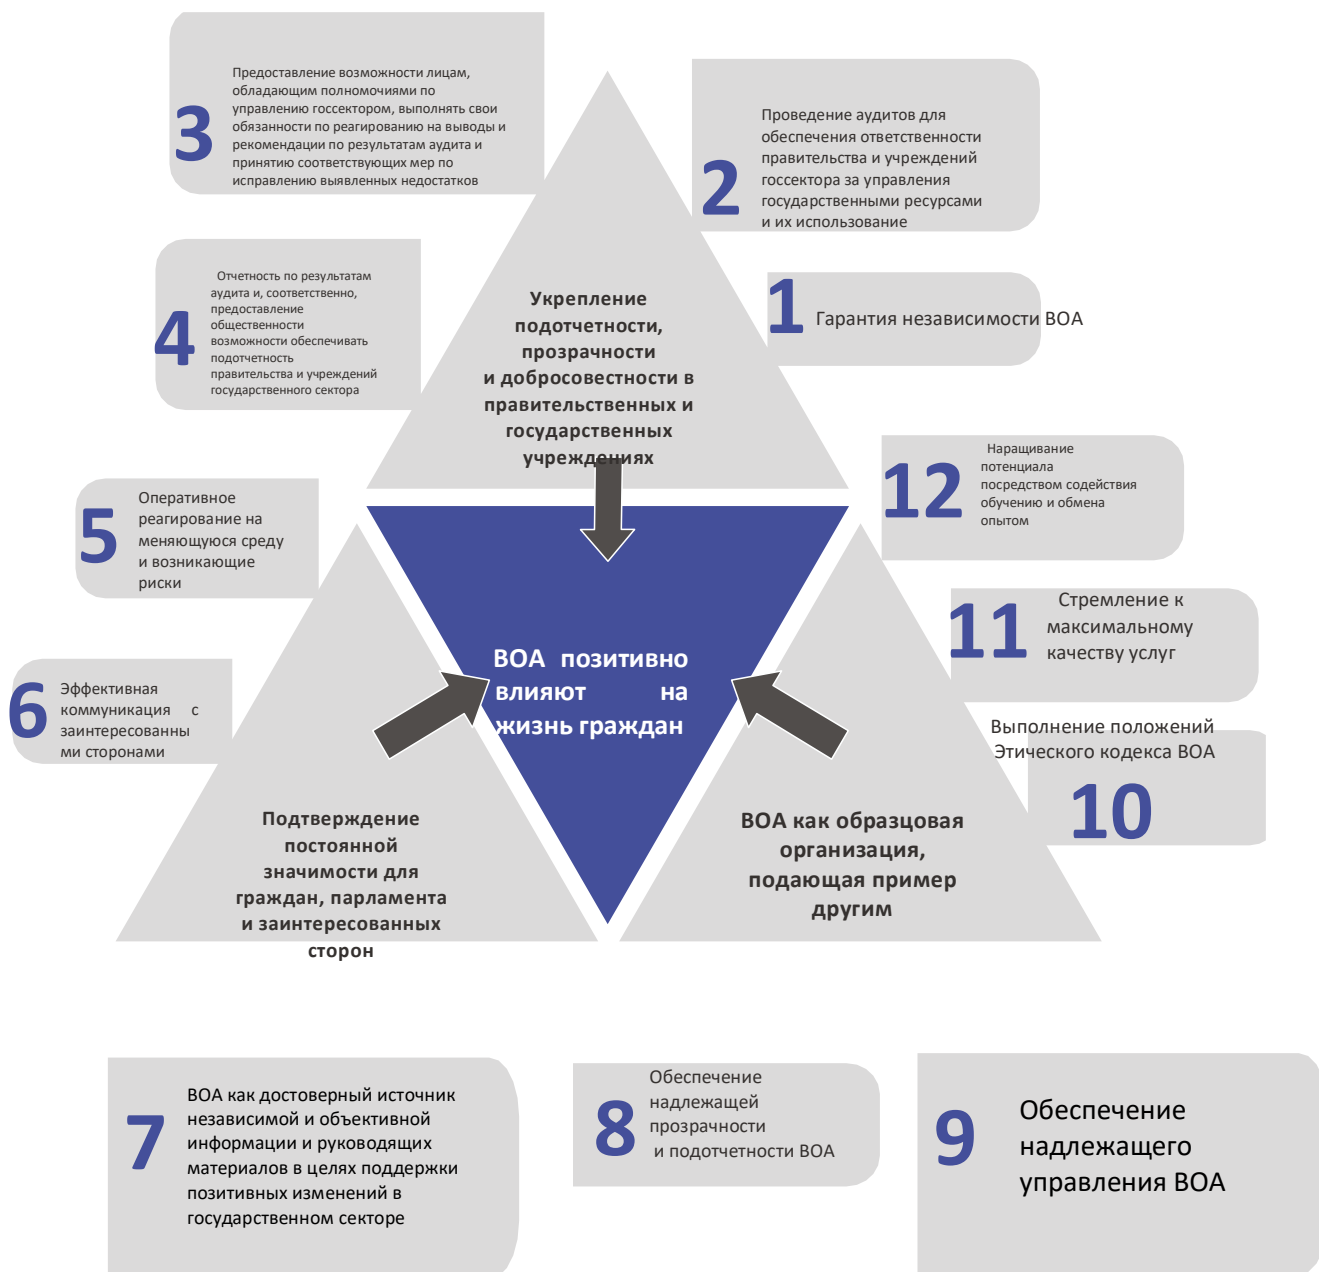 3
Предоставление возможности лицам,
обладающим полномочиями по
управлению госсектором, выполнять свои
обязанности по реагированию на выводы и
рекомендации по результатам аудита и
принятию соответствующих мер по
исправлению выявленных недостатков
2
Проведение аудитов для
обеспечения ответственности
правительства и учреждений
госсектора за управления
государственными ресурсами
и их использование
4
Отчетность по результатам
аудита и, соответственно,
предоставление
общественности
возможности обеспечивать
подотчетность
правительства и учреждений
государственного сектора
Укрепление
подотчетности,
прозрачности
и добросовестности в
правительственных и
государственных
учреждениях
1
Гарантия независимости ВОА
12
Наращивание
потенциала
посредством содействия
обучению и обмена
опытом
5
Оперативное
реагирование на
меняющуюся среду
и возникающие
риски
11
Стремление к
максимальному
качеству услуг
6
Эффективная
коммуникация с
заинтересованны
ми сторонами
ВОА позитивно
влияют на
жизнь граждан
Выполнение положений
Этического кодекса ВОА
10
Подтверждение
постоянной
значимости для
граждан, парламента
и заинтересованных
сторон
ВОА как образцовая
организация,
подающая пример
другим
7
ВОА как достоверный источник
независимой и объективной
информации и руководящих
материалов в целях поддержки
позитивных изменений в
государственном секторе
8
Обеспечение
надлежащей
прозрачности
и подотчетности ВОА
9
Обеспечение
надлежащего
управления ВОА